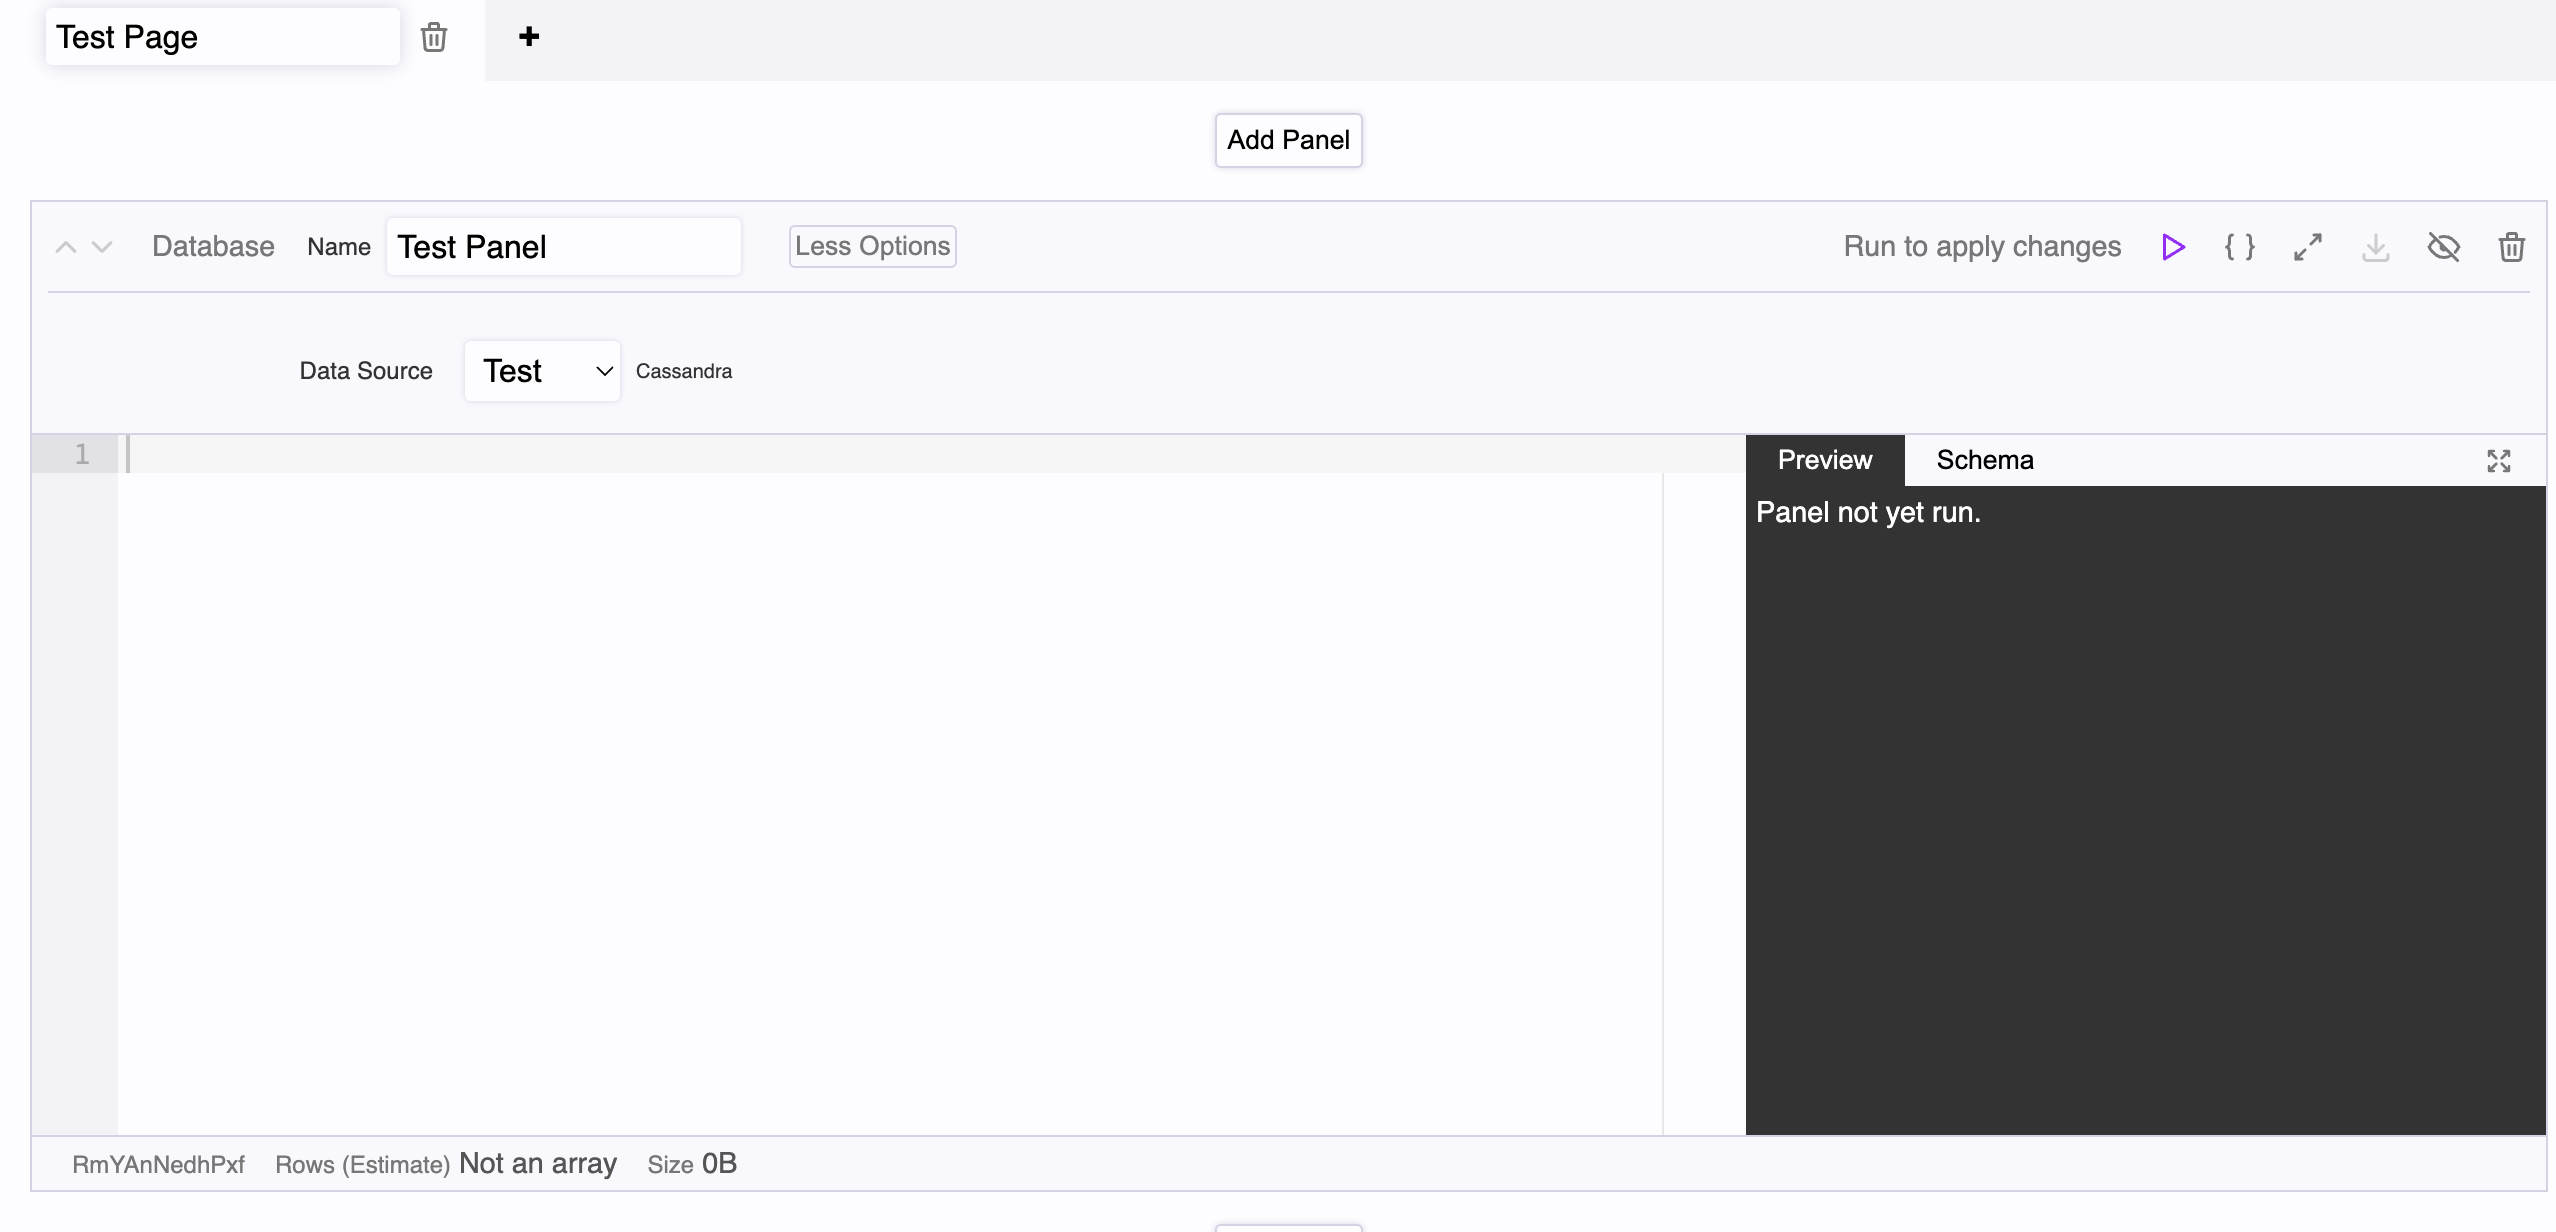 Test Page
+
Add Panel
Database Name Test Panel Less Options Run to apply changes { }
Data Source Test Cassandra
1
Preview Schema
Panel not yet run.
RmYAnNedhPxf Rows (Estimate) Not an array Size 0B